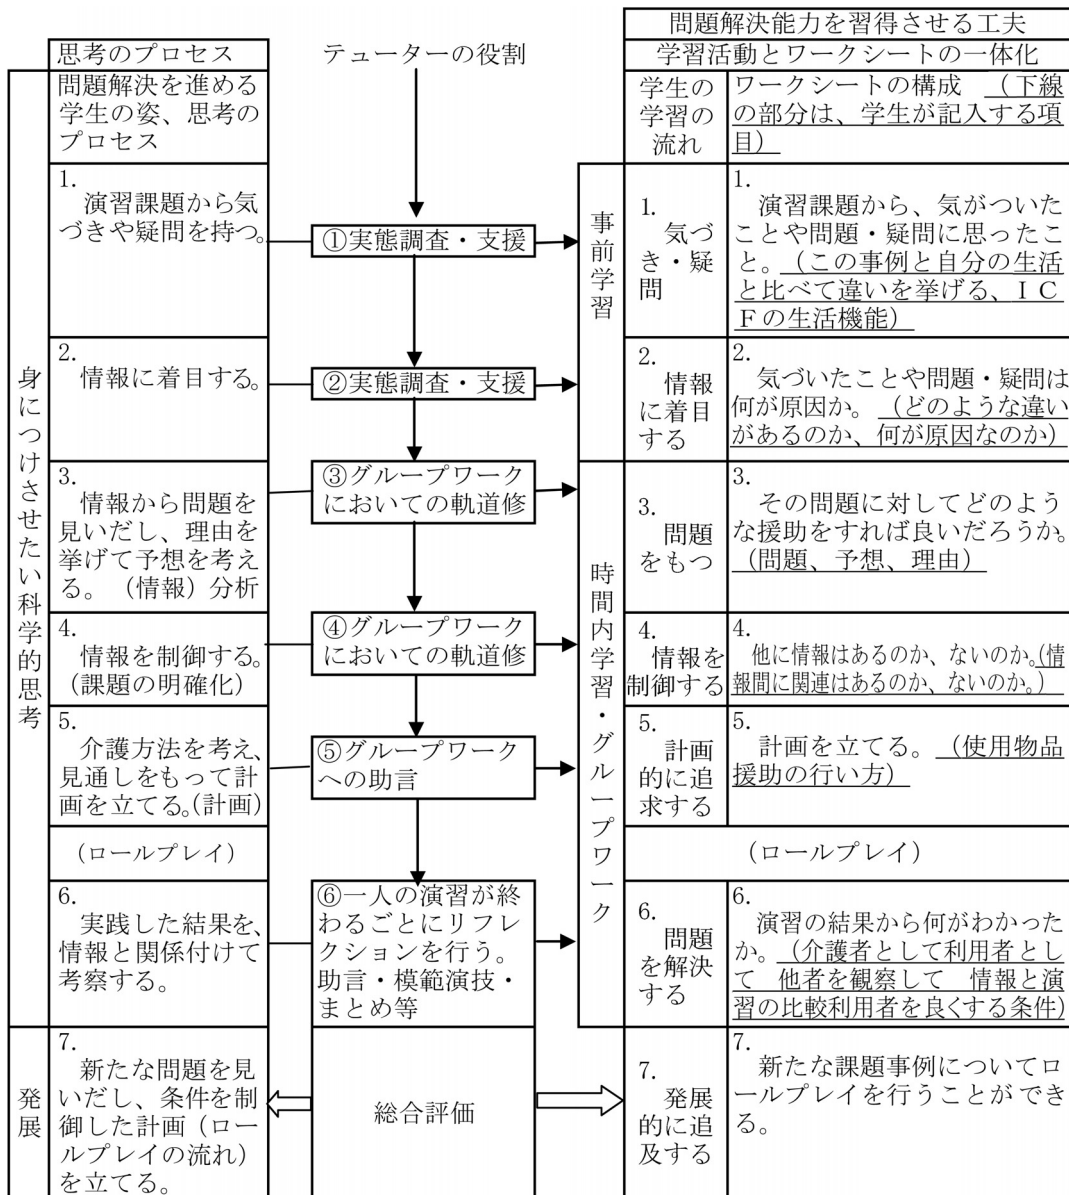 問題解決能力を習得させる工夫
思考のプロセス
テューターの役割
学習活動とワークシートの一体化
問題解決を進める
学生の姿、思考の
プロセス
学生の
学習の
流れ
ワークシートの構成　（下線
の部分は、学生が記入する項
目）
身につけさせたい科学的思考
1.
演習課題から気
づきや疑問を持つ。
①実態調査・支援
事前学習
1.
気づ
き・疑
問
1.
演習課題から、気がついた
ことや問題・疑問に思ったこ
と。（この事例と自分の生活
と比べて違いを挙げる、ＩＣ
Ｆの生活機能）
2.
情報に着目する。
②実態調査・支援
2.
情報
に着目
する
2.
気づいたことや問題・疑問は
何が原因か。（どのような違い
があるのか、何が原因なのか）
3.
情報から問題を
見いだし、理由を
挙げて予想を考え
る。（情報）分析
③グループワーク
においての軌道修
時間内学習・グループワーク
3.
問題
をもつ
3.
その問題に対してどのよう
な援助をすれば良いだろうか。
（問題、予想、理由）
4.
情報を制御する。
(課題の明確化）
④グループワーク
においての軌道修
4.
情報を
制御する
4.
他に情報はあるのか、ないのか。(情
報間に関連はあるのか、ないのか。）
5.
介護方法を考え、
見通しをもって計
画を立てる。(計画）
⑤グループワーク
への助言
5.
計画
的に追
求する
5.
計画を立てる。（使用物品
援助の行い方）
（ロールプレイ）
（ロールプレイ）
6.
実践した結果を、
情報と関係付けて
考察する。
⑥一人の演習が終
わるごとにリフレ
クションを行う。
助言・模範演技・
まとめ等
6.
問題
を解決
する
6.
演習の結果から何がわかった
か。（介護者として利用者とし
て　他者を観察して　情報と演
習の比較利用者を良くする条件)
発展
7.
新たな問題を見
いだし、条件を制
御した計画（ロー
ルプレイの流れ）
を立てる。
総合評価
7.
発展
的に追
及する
7.
新たな課題事例についてロ
ールプレイを行うことができ
る。